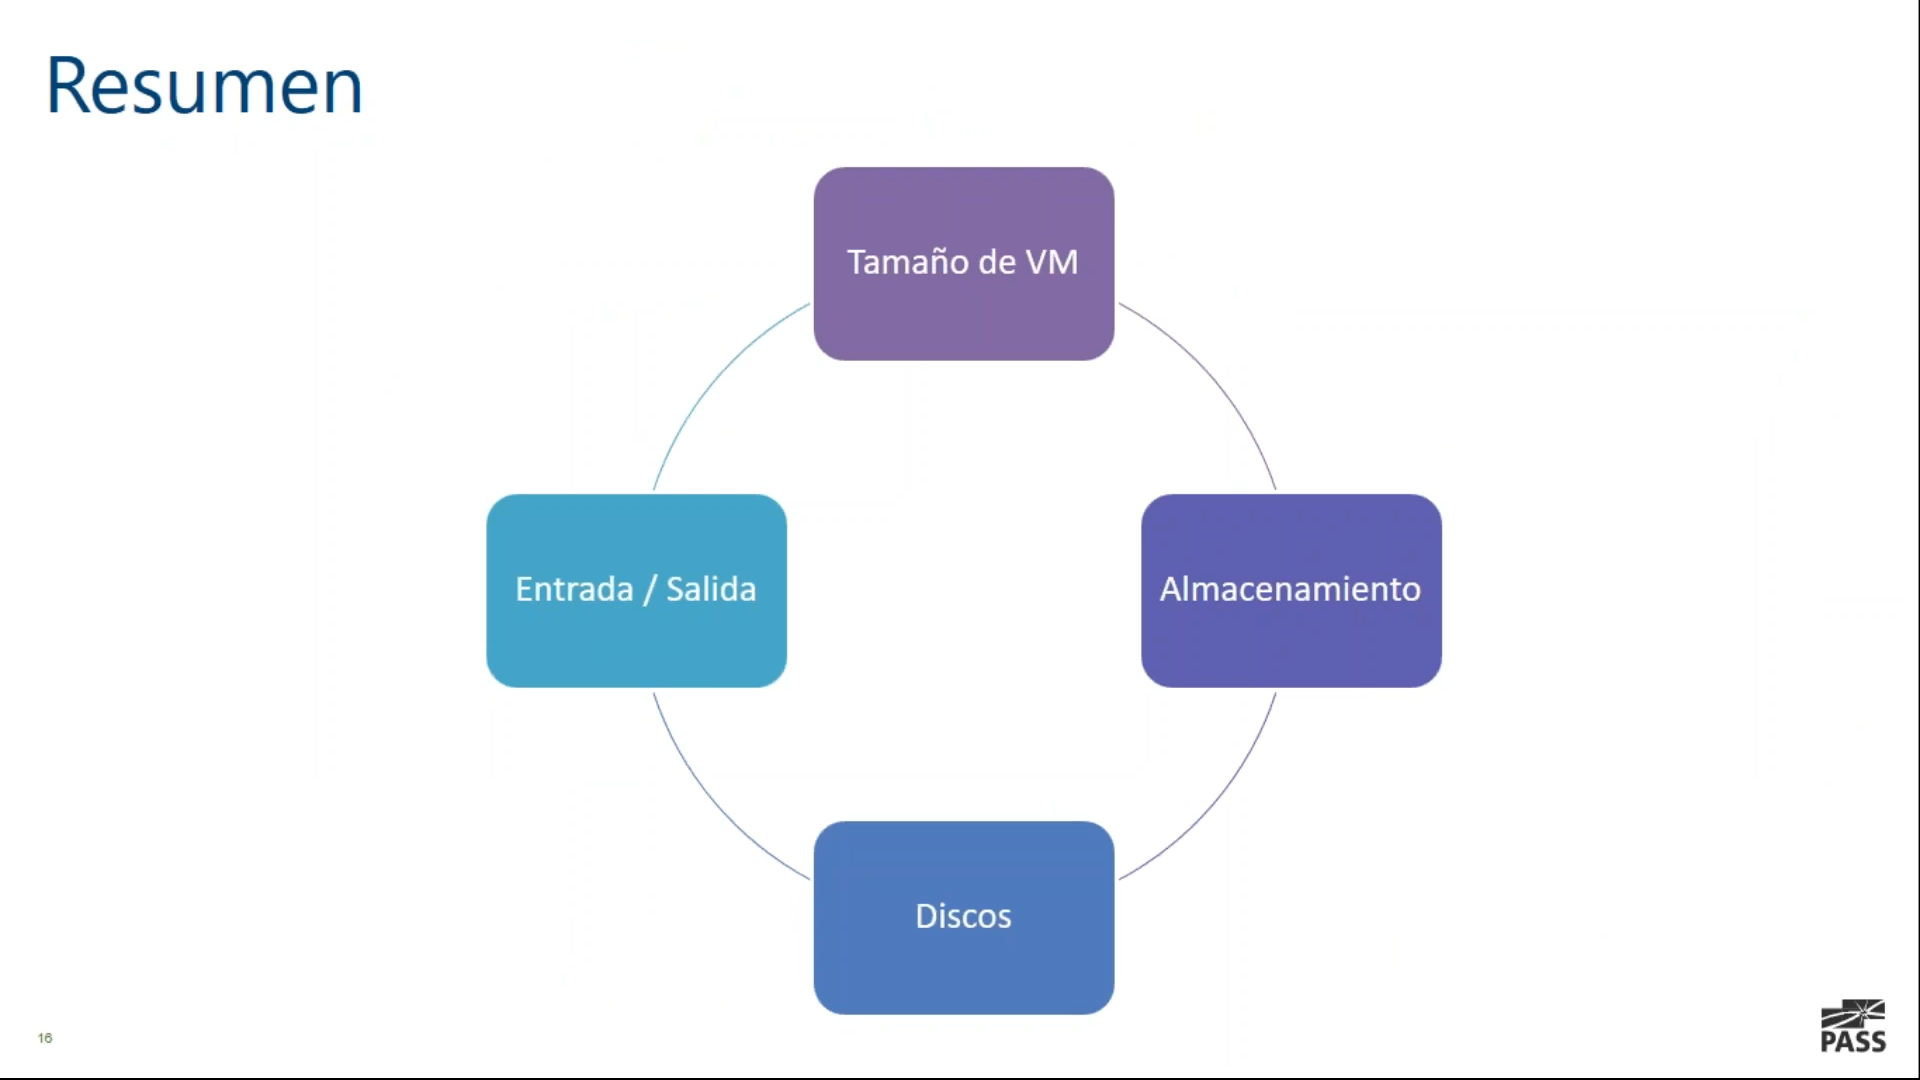 Resumen
Tamaño de VM
Entrada / Salida
Almacenamiento
Discos
16
PASS